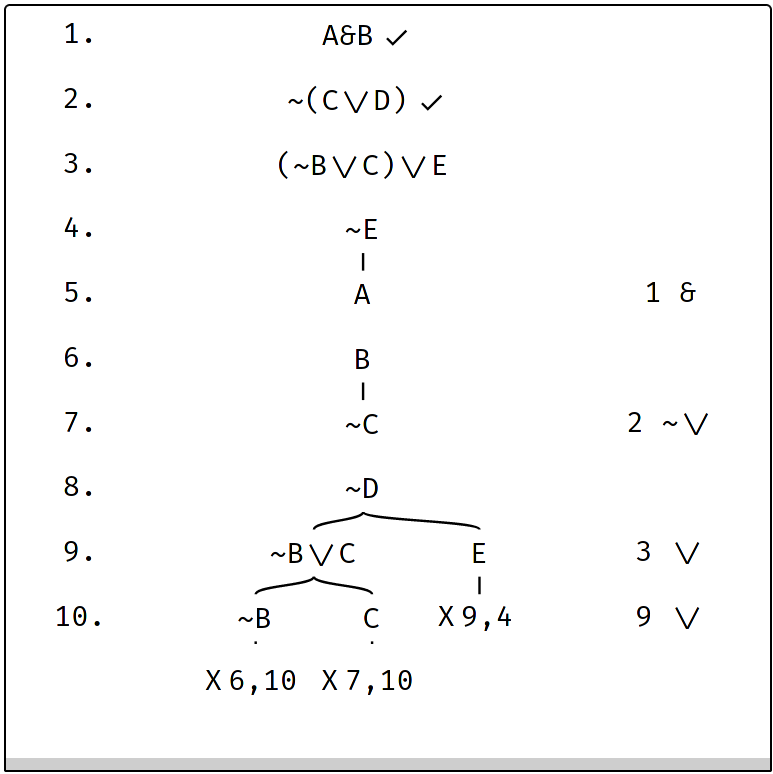 1. A&B ✓
2. ~(C∨D) ✓
3. (~B∨C)∨E
4. ~E
5. A 1 &
6. B
7. ~C 2 ~∨
8. ~D
9. ~B∨C E 3 ∨
10. ~B C X 9,4 9 ∨
X 6,10 X 7,10